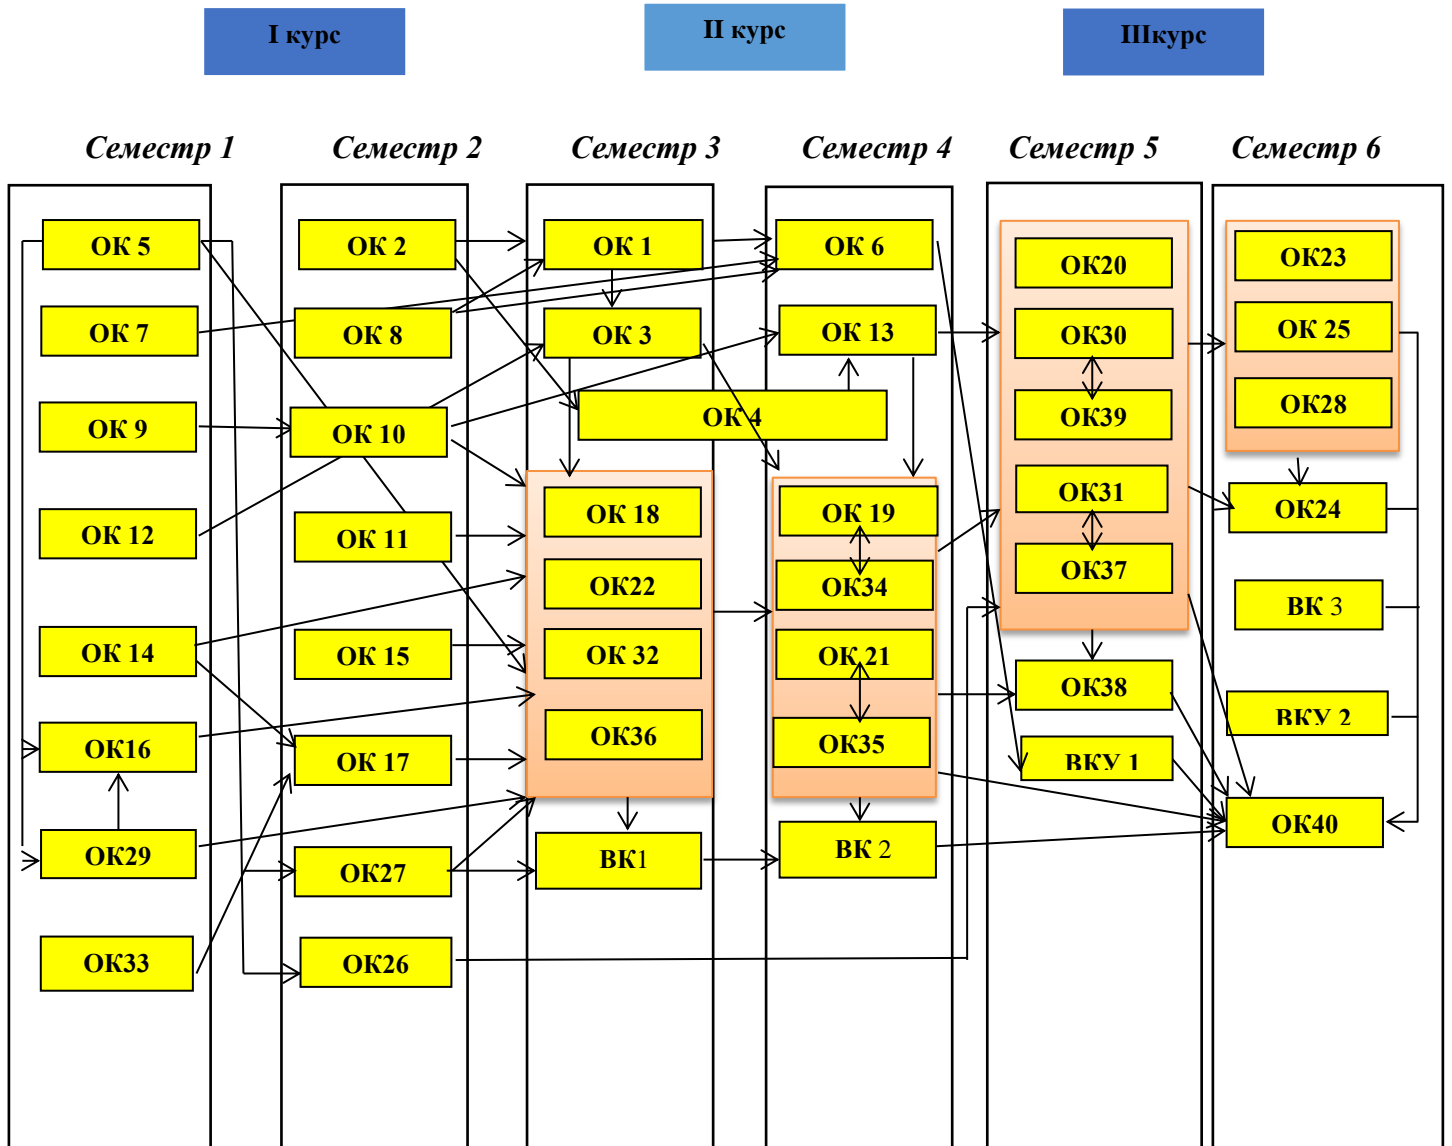 I курс
II курс
IIIкурс
Семестр 1
Семестр 2
Семестр 3
Семестр 4
Семестр 5
Семестр 6
ОК 5
ОК 7
ОК 9
ОК 12
ОК 14
ОК16
ОК29
ОК33
ОК 2
ОК 8
ОК 10
ОК 11
ОК 15
ОК 17
ОК27
ОК26
ОК 1
ОК 3
ОК 4
ОК 18
ОК22
ОК 32
ОК36
ВК1
ОК 6
ОК 13
ОК 19
ОК34
ОК 21
ОК35
ВК 2
ОК20
ОК30
ОК39
ОК31
ОК37
ОК38
ВКУ 1
ОК23
ОК 25
ОК28
ОК24
ВК 3
ВКУ 2
ОК40